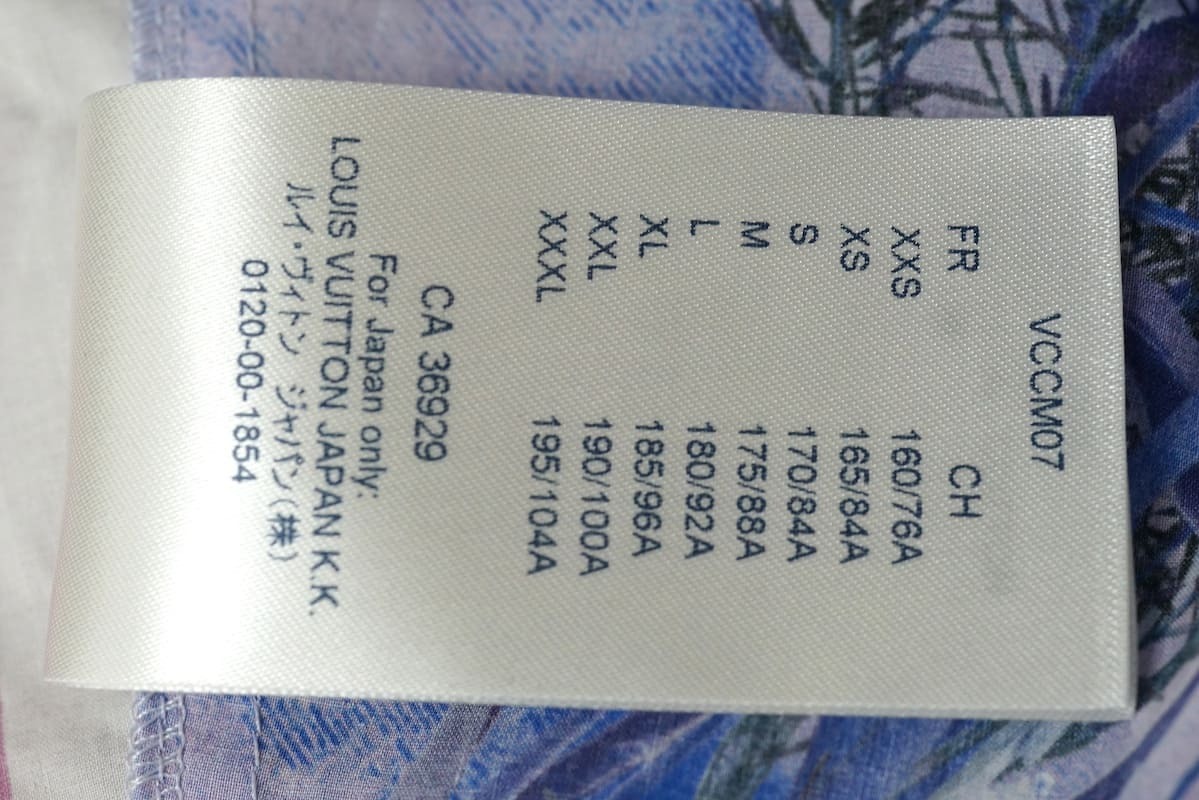 VCCM07
FR CH
XXS 160/76A
XS 165/84A
S 170/84A
M 175/88A
L 180/92A
XL 185/96A
XXL 190/100A
XXXL 195/104A
CA 36929
For Japan only:
LOUIS VUITTON JAPAN K.K.
ルイ・ヴィトン ジャパン(株)
0120-00-1854